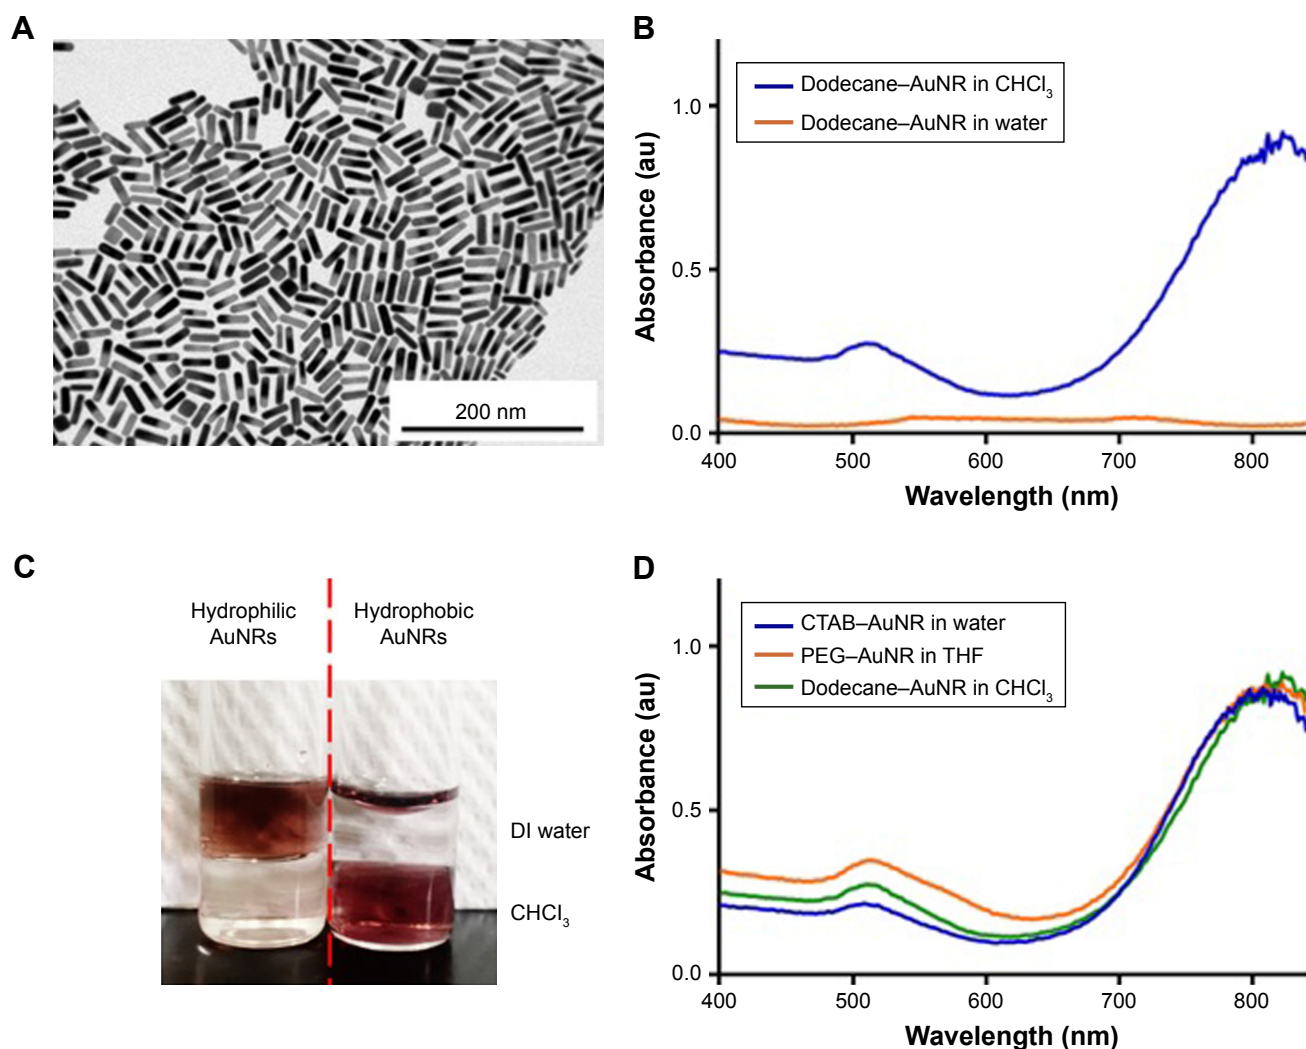 A
200 nm
B
Dodecane–AuNR in CHCl₃
Dodecane–AuNR in water
Absorbance (au)
1.0
0.5
0.0
400 500 600 700 800
Wavelength (nm)
C
Hydrophilic
AuNRs
Hydrophobic
AuNRs
DI water
CHCl₃
D
CTAB–AuNR in water
PEG–AuNR in THF
Dodecane–AuNR in CHCl₃
Absorbance (au)
1.0
0.5
0.0
400 500 600 700 800
Wavelength (nm)